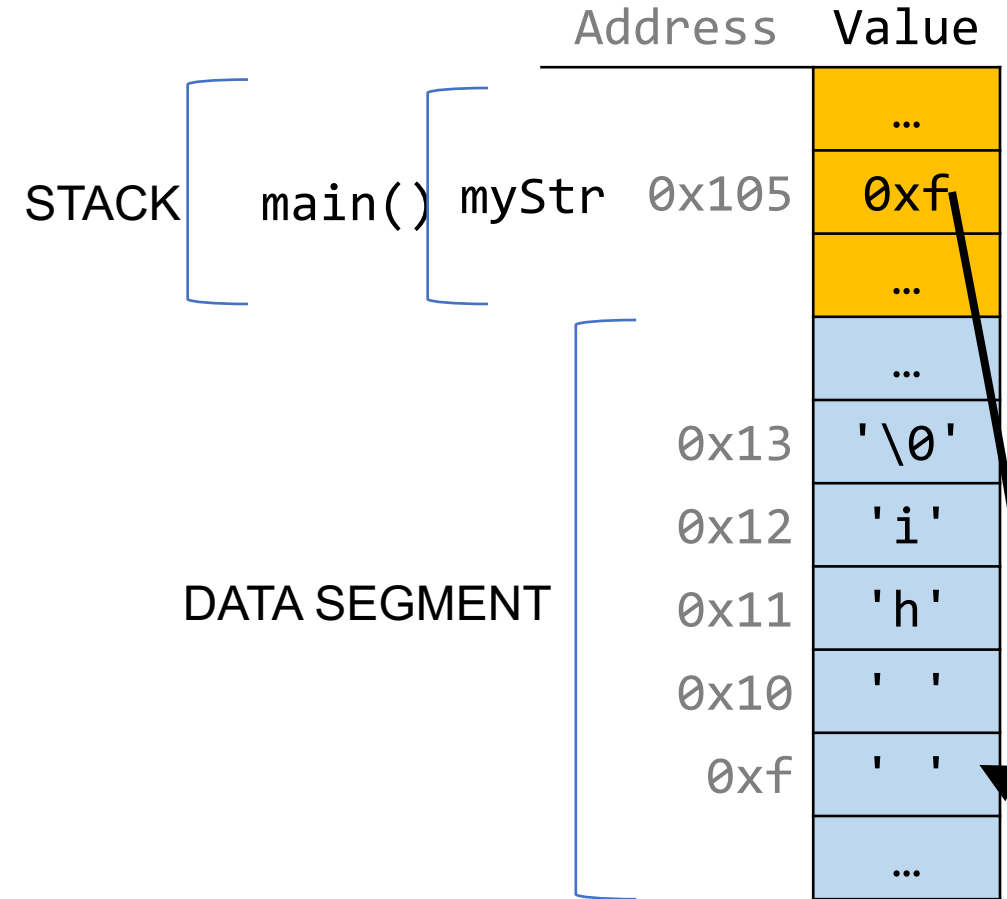 Address Value
…
STACK main() myStr 0x105 0xf
…
…
0x13 '\0'
0x12 'i'
DATA SEGMENT 0x11 'h'
0x10 ' '
0xf ' '
…